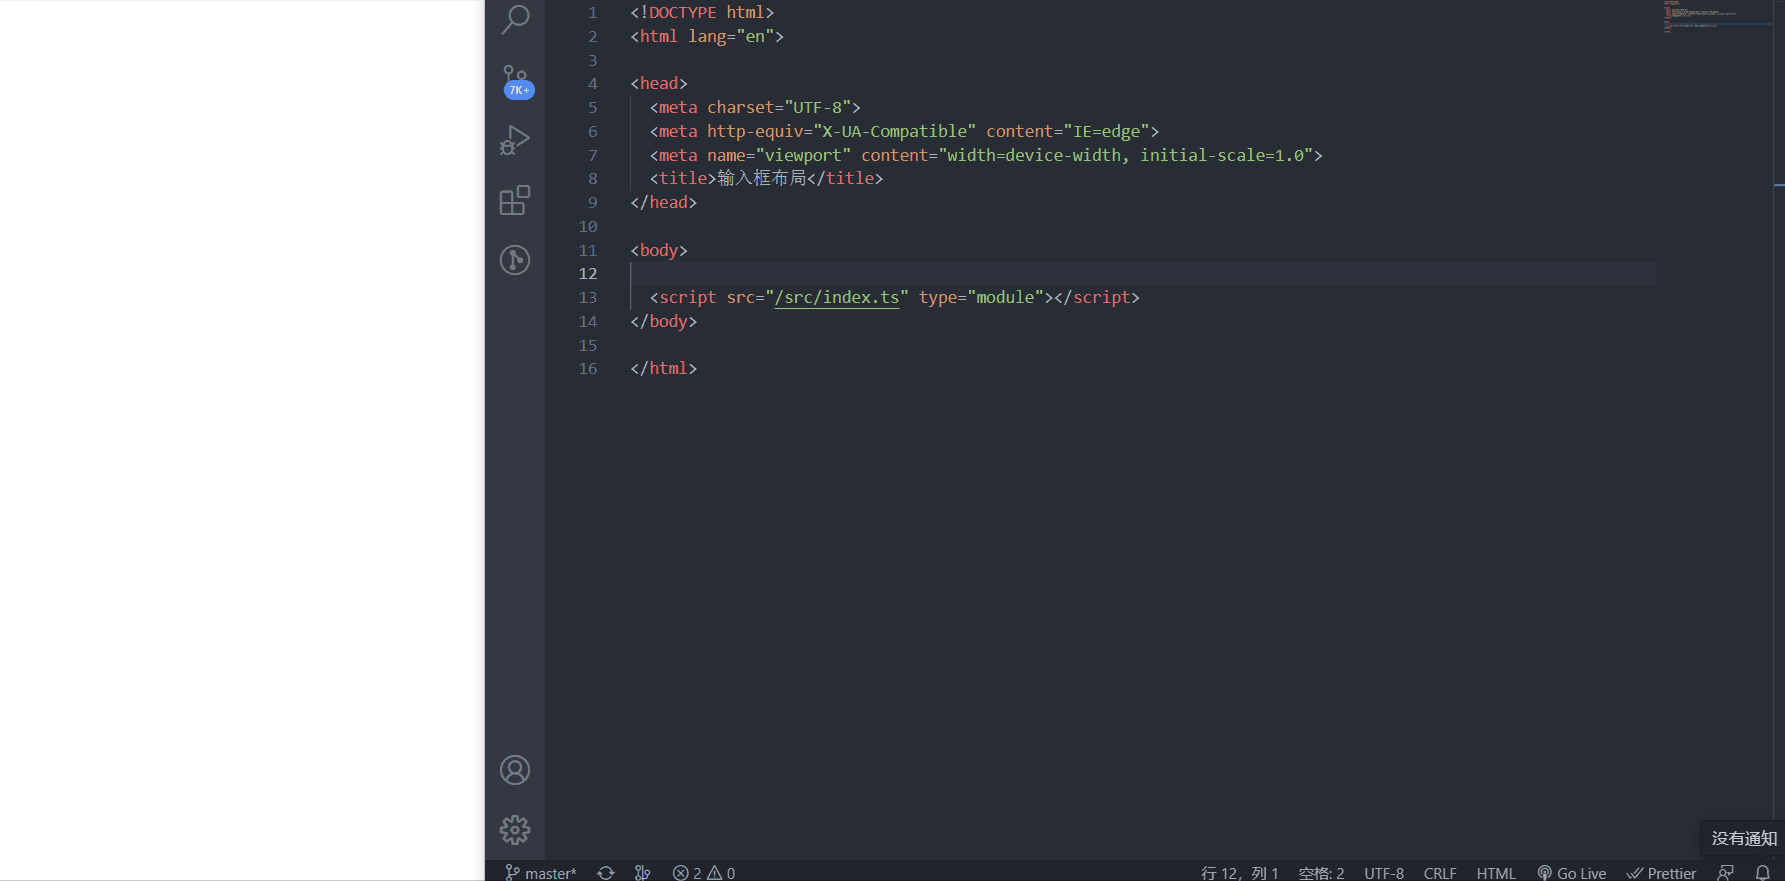 1 <!DOCTYPE html>
2 <html lang="en">
3
4 <head>
5 <meta charset="UTF-8">
6 <meta http-equiv="X-UA-Compatible" content="IE=edge">
7 <meta name="viewport" content="width=device-width, initial-scale=1.0">
8 <title>输入框布局</title>
9 </head>
10
11 <body>
12
13 <script src="/src/index.ts" type="module"></script>
14 </body>
15
16 </html>
7K+
没有通知
master* 2 0 行 12，列 1 空格: 2 UTF-8 CRLF HTML Go Live Prettier